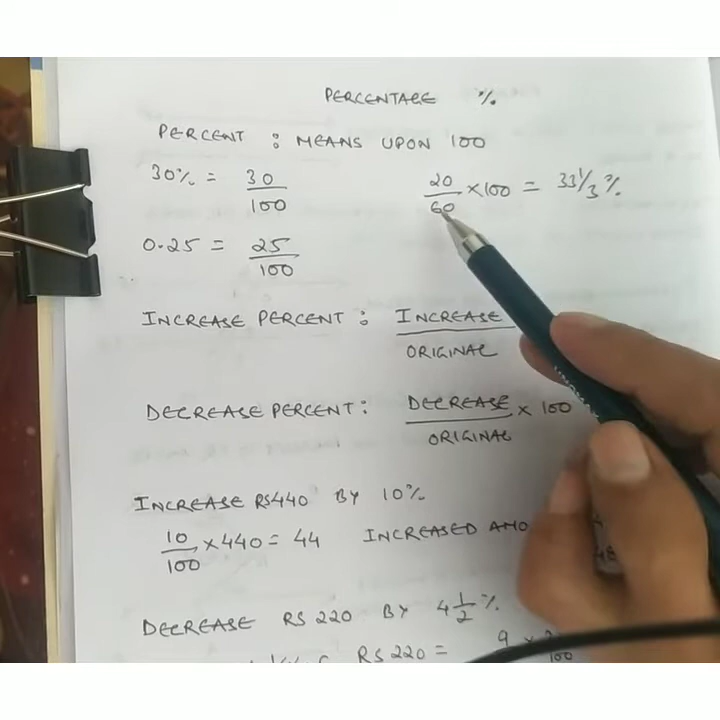 PERCENTAGE %
PERCENT : MEANS UPON 100
30% = 30/100
20/60 × 100 = 33 1/3 %
0.25 = 25/100
INCREASE PERCENT : INCREASE/ORIGINAL
DECREASE PERCENT : DECREASE/ORIGINAL × 100
INCREASE RS440 BY 10%
10/100 × 440 = 44 INCREASED AMO
DECREASE RS 220 BY 4 1/2 %
RS 220 = 9